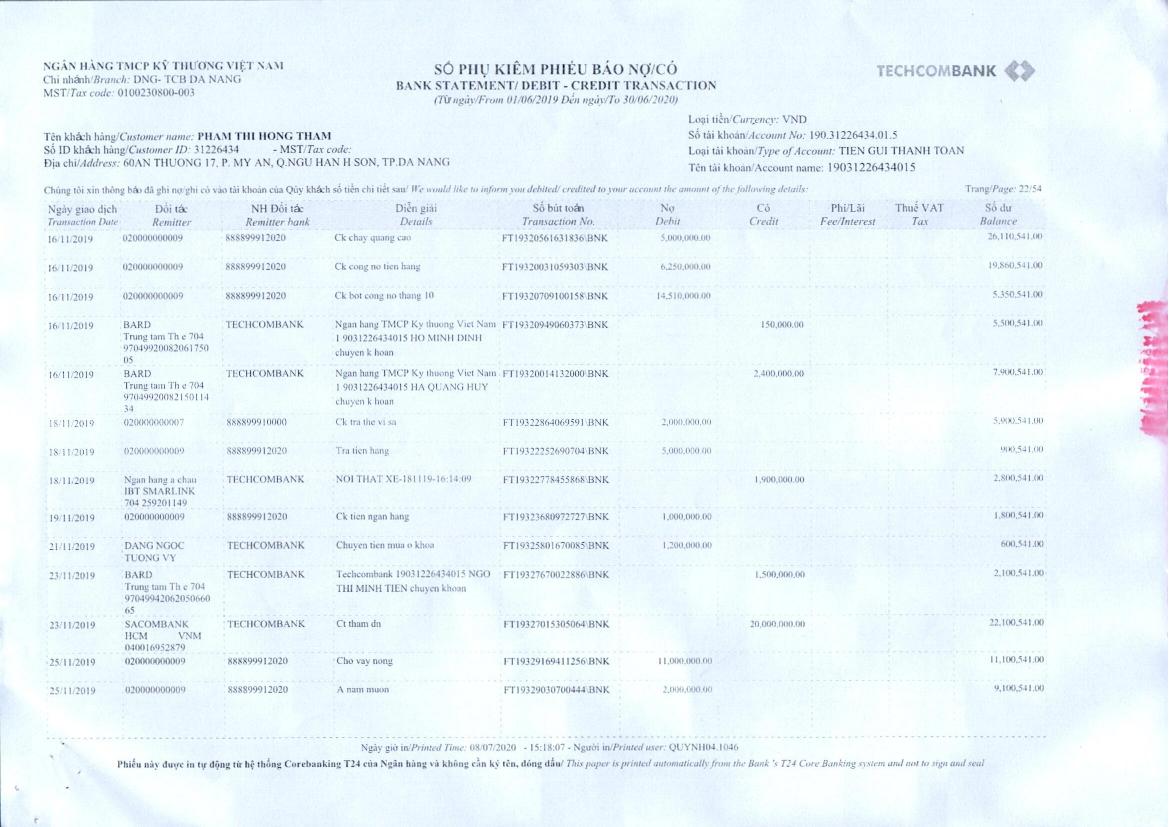 NGÂN HÀNG TMCP KỸ THƯƠNG VIỆT NAM
Chi nhánh/Branch: DNG- TCB DA NANG
MST/Tax code: 0100230800-003
SỔ PHỤ KIÊM PHIẾU BÁO NỢ/CÓ
BANK STATEMENT/ DEBIT - CREDIT TRANSACTION
(Từ ngày/From 01/06/2019 Đến ngày/To 30/06/2020)
TECHCOMBANK
Loại tiền/Currency: VND
Tên khách hàng/Customer name: PHAM THI HONG THAM
Số tài khoản/Account No: 190.31226434.01.5
Số ID khách hàng/Customer ID: 31226434 - MST/Tax code:
Loại tài khoản/Type of Account: TIEN GUI THANH TOAN
Địa chỉ/Address: 60AN THUONG 17, P. MY AN, Q.NGU HAN H SON, TP.DA NANG
Tên tài khoản/Account name: 19031226434015
Chúng tôi xin thông báo đã ghi nợ/ghi có vào tài khoản của Qúy khách số tiền chi tiết sau/ We would like to inform you debited/ credited to your account the amount of the following details:
Trang/Page: 22/54
Ngày giao dịch Đối tác NH Đối tác Diễn giải Số bút toán Nợ Có Phí/Lãi Thuế VAT Số dư
Transaction Date Remitter Remitter bank Details Transaction No. Debit Credit Fee/Interest Tax Balance
16/11/2019 020000000009 888899912020 Ck chay quang cao FT19320561631836\BNK 5,000,000.00 26,110,541.00
16/11/2019 020000000009 888899912020 Ck cong no tien hang FT19320031059303\BNK 6,250,000.00 19,860,541.00
16/11/2019 020000000009 888899912020 Ck bot cong no thang 10 FT19320709100158\BNK 14,510,000.00 5,350,541.00
16/11/2019 BARD TECHCOMBANK Ngan hang TMCP Ky thuong Viet Nam FT19320949060373\BNK 150,000.00 5,500,541.00
Trung tam Th e 704 1 9031226434015 HO MINH DINH
97049920082061750 chuyen k hoan
05
16/11/2019 BARD TECHCOMBANK Ngan hang TMCP Ky thuong Viet Nam FT19320014132000\BNK 2,400,000.00 7,900,541.00
Trung tam Th e 704 1 9031226434015 HA QUANG HUY
97049920082150114 chuyen k hoan
34
18/11/2019 020000000007 888899910000 Ck tra the vi sa FT19322864069591\BNK 2,000,000.00 5,900,541.00
18/11/2019 020000000009 888899912020 Tra tien hang FT19322252690704\BNK 5,000,000.00 900,541.00
18/11/2019 Ngan hang a chau TECHCOMBANK NOI THAT XE-181119-16:14:09 FT19322778455868\BNK 1,900,000.00 2,800,541.00
IBT SMARLINK
704 259201149
19/11/2019 020000000009 888899912020 Ck tien ngan hang FT19323680972727\BNK 1,000,000.00 1,800,541.00
21/11/2019 DANG NGOC TECHCOMBANK Chuyen tien mua o khoa FT19325801670085\BNK 1,200,000.00 600,541.00
TUONG VY
23/11/2019 BARD TECHCOMBANK Techcombank 19031226434015 NGO FT19327670022886\BNK 1,500,000.00 2,100,541.00
Trung tam Th e 704 THI MINH TIEN chuyen khoan
97049942062050660
65
23/11/2019 SACOMBANK TECHCOMBANK Ct tham dn FT19327015305064\BNK 20,000,000.00 22,100,541.00
HCM VNM
040016952879
25/11/2019 020000000009 888899912020 Cho vay nong FT19329169411256\BNK 11,000,000.00 11,100,541.00
25/11/2019 020000000009 888899912020 A nam muon FT19329030700444\BNK 2,000,000.00 9,100,541.00
Ngày giờ in/Printed Time: 08/07/2020 - 15:18:07 - Người in/Printed user: QUYNH04.1046
Phiếu này được in tự động từ hệ thống Corebanking T24 của Ngân hàng và không cần ký tên, đóng dấu/ This paper is printed automatically from the Bank 's T24 Core Banking system and not to sign and seal